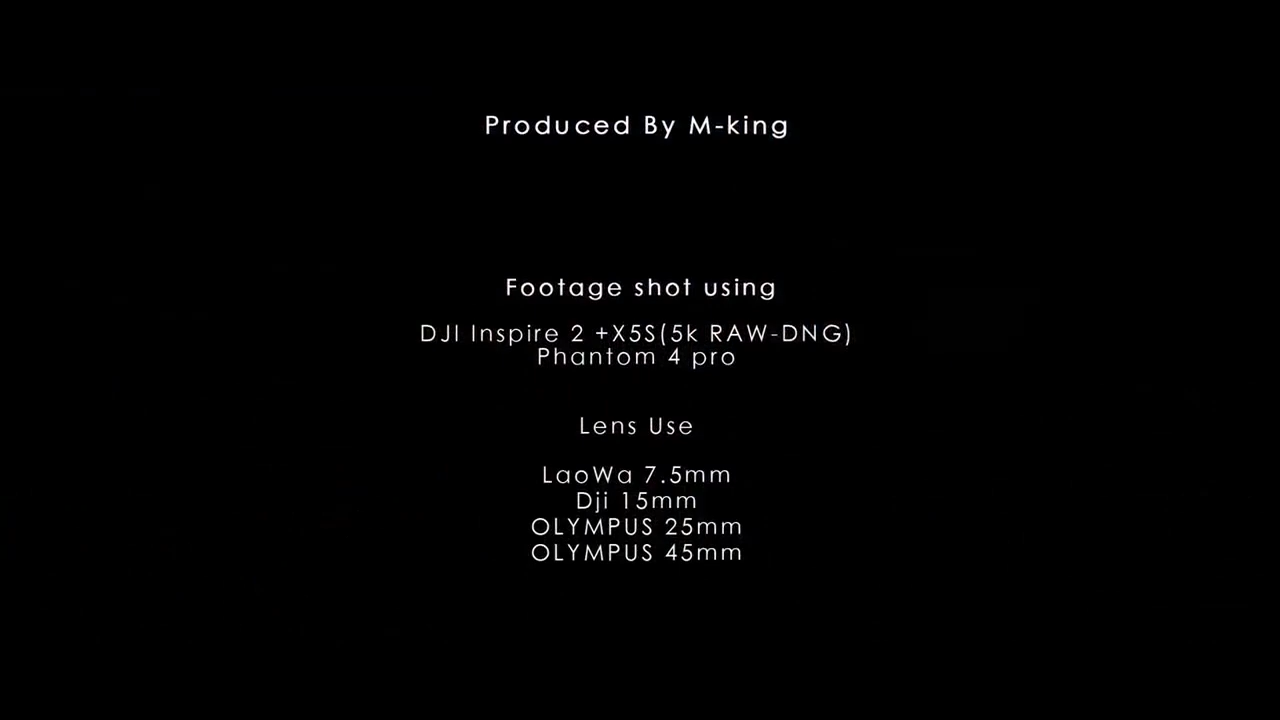 Produced By M-king
Footage shot using
DJI Inspire 2 +X5S(5k RAW-DNG)
Phantom 4 pro
Lens Use
LaoWa 7.5mm
Dji 15mm
OLYMPUS 25mm
OLYMPUS 45mm